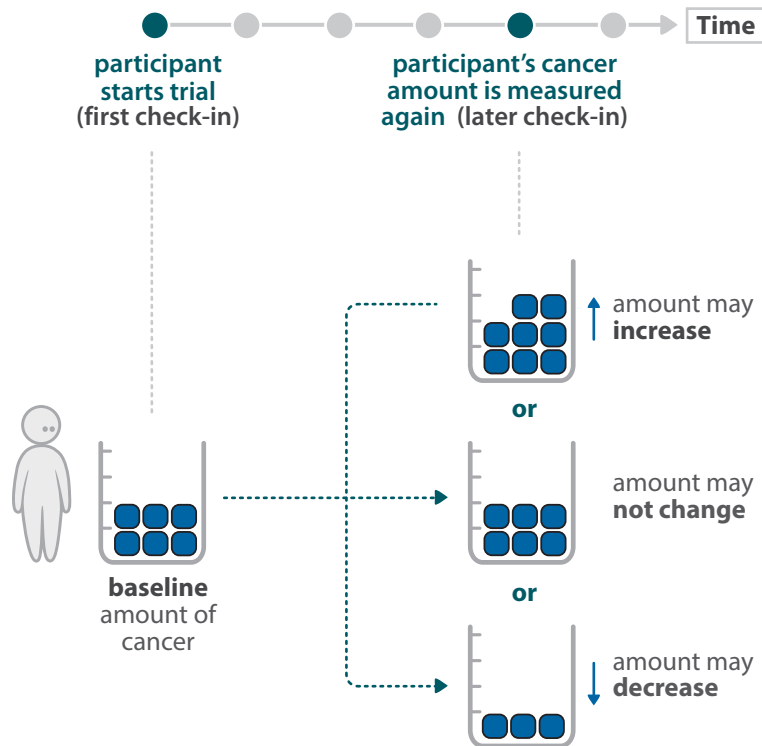 Time
participant
starts trial
(first check-in)
participant’s cancer
amount is measured
again (later check-in)
amount may
increase
or
baseline
amount of
cancer
amount may
not change
or
amount may
decrease